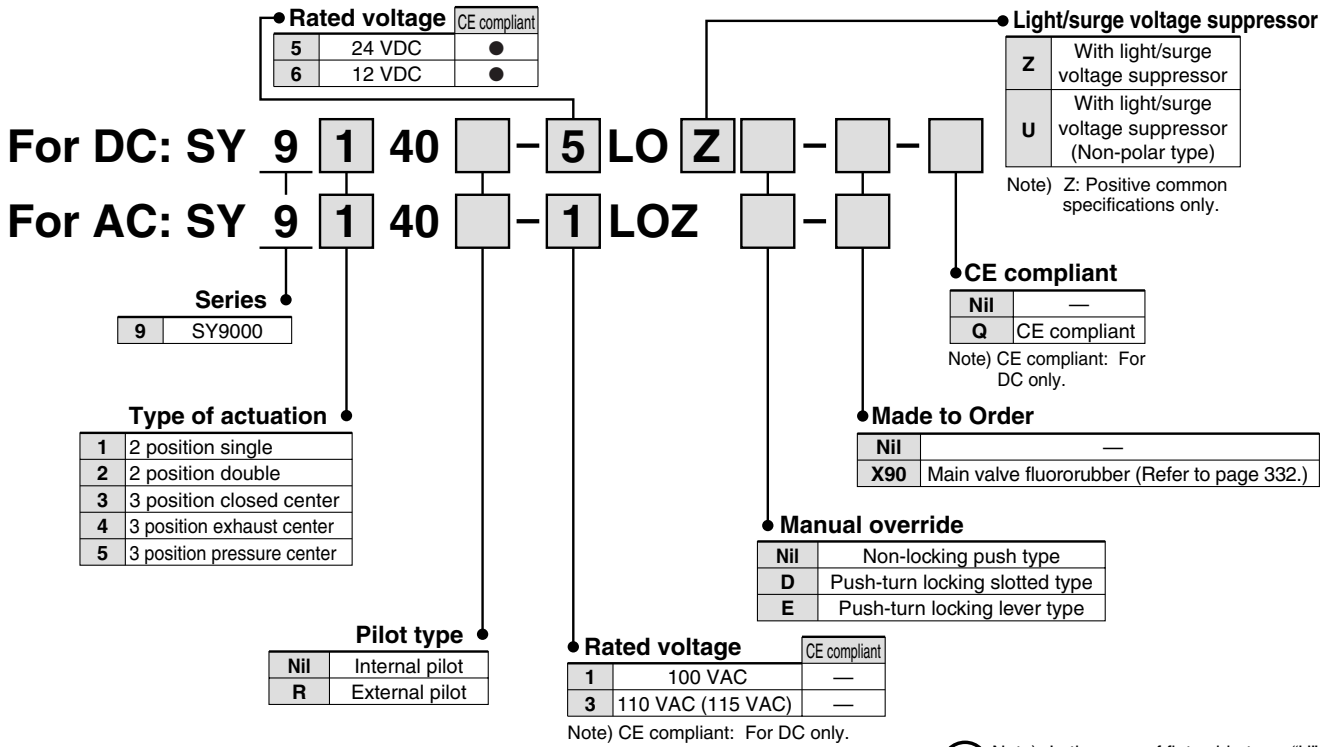 Rated voltage CE compliant
5 24 VDC ●
6 12 VDC ●
Light/surge voltage suppressor
Z With light/surge
voltage suppressor
U With light/surge
voltage suppressor
(Non-polar type)
Note) Z: Positive common
specifications only.
For DC: SY 9 1 40 – 5 LO Z – –
For AC: SY 9 1 40 – 1 LOZ –
Series
9 SY9000
Type of actuation
1 2 position single
2 2 position double
3 3 position closed center
4 3 position exhaust center
5 3 position pressure center
Pilot type
Nil Internal pilot
R External pilot
Rated voltage CE compliant
1 100 VAC —
3 110 VAC (115 VAC) —
Note) CE compliant: For DC only.
Manual override
Nil Non-locking push type
D Push-turn locking slotted type
E Push-turn locking lever type
Made to Order
Nil —
X90 Main valve fluororubber (Refer to page 332.)
CE compliant
Nil —
Q CE compliant
Note) CE compliant: For
DC only.